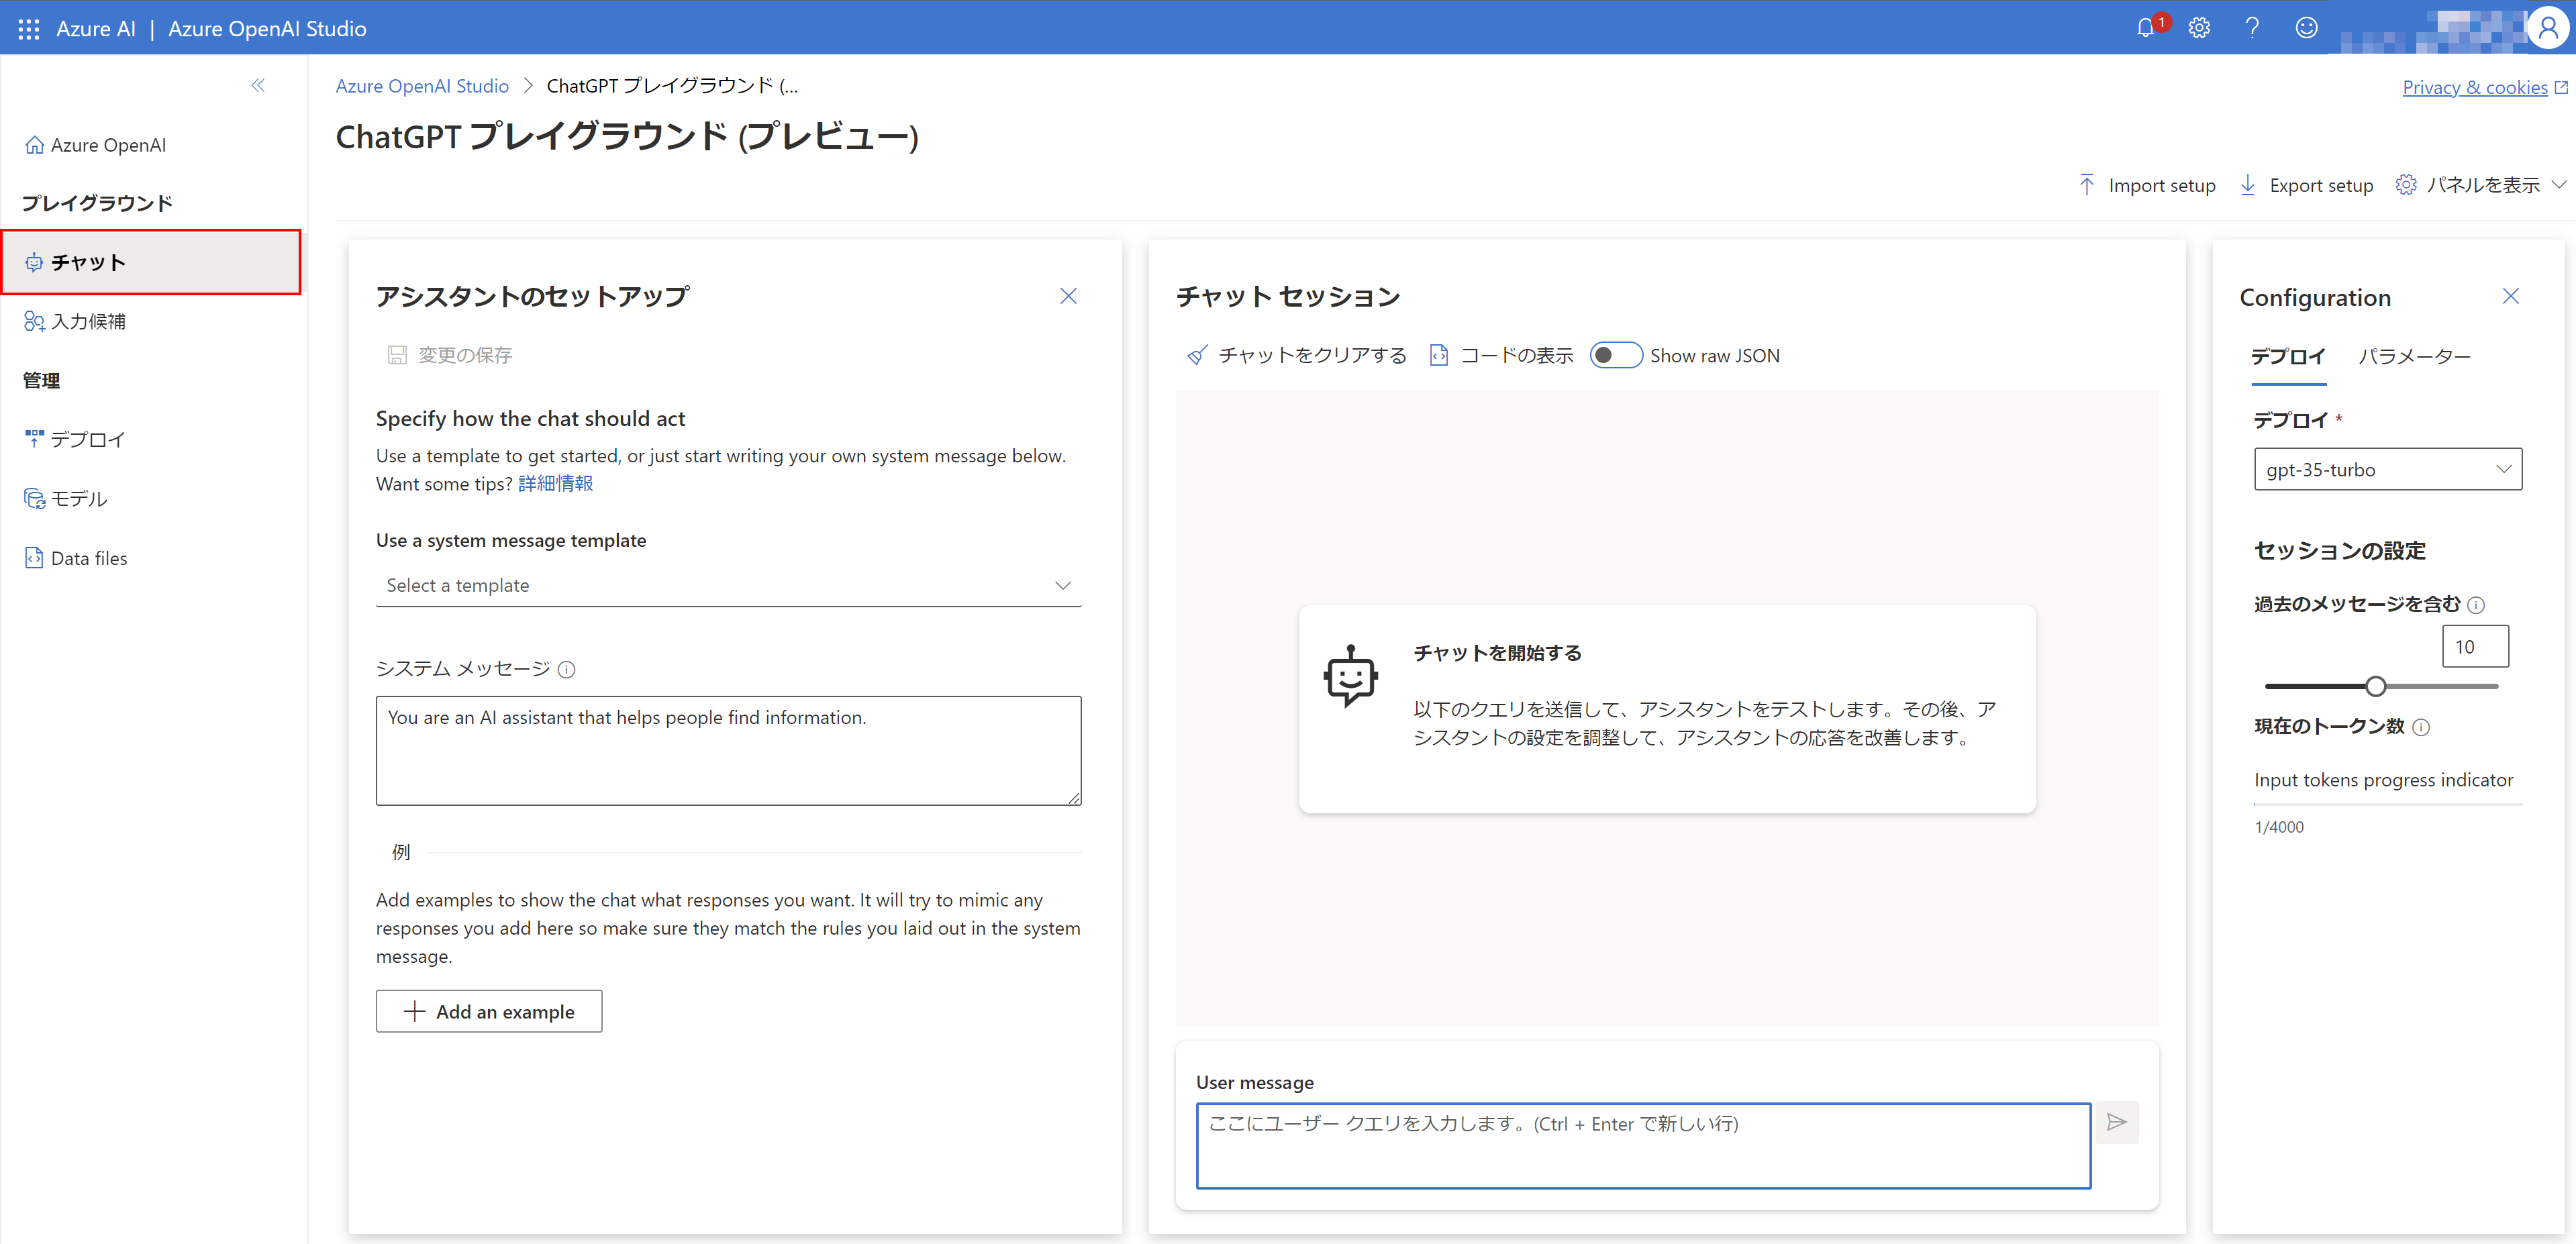 Azure AI | Azure OpenAI Studio
1
Azure OpenAI Studio > ChatGPT プレイグラウンド (...
Privacy & cookies
ChatGPT プレイグラウンド (プレビュー)
Import setup
Export setup
パネルを表示
Azure OpenAI
プレイグラウンド
チャット
入力候補
管理
デプロイ
モデル
Data files
アシスタントのセットアップ
変更の保存
Specify how the chat should act
Use a template to get started, or just start writing your own system message below.
Want some tips? 詳細情報
Use a system message template
Select a template
システム メッセージ
You are an AI assistant that helps people find information.
例
Add examples to show the chat what responses you want. It will try to mimic any
responses you add here so make sure they match the rules you laid out in the system
message.
Add an example
チャット セッション
チャットをクリアする
コードの表示
Show raw JSON
チャットを開始する
以下のクエリを送信して、アシスタントをテストします。その後、ア
シスタントの設定を調整して、アシスタントの応答を改善します。
User message
ここにユーザー クエリを入力します。(Ctrl + Enter で新しい行)
Configuration
デプロイ
パラメーター
デプロイ *
gpt-35-turbo
セッションの設定
過去のメッセージを含む
10
現在のトークン数
Input tokens progress indicator
1/4000